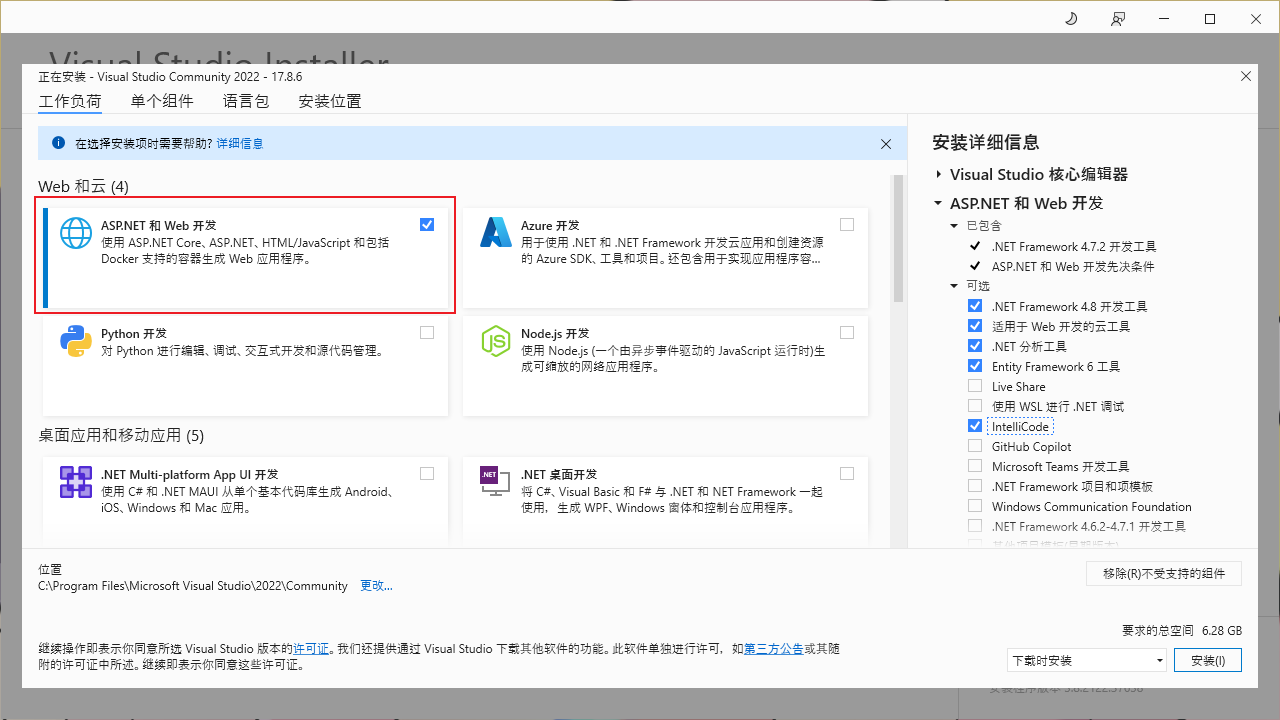 Visual Studio Installer
正在安装 - Visual Studio Community 2022 - 17.8.6
工作负荷 单个组件 语言包 安装位置
在选择安装项时需要帮助? 详细信息
Web 和云 (4)
ASP.NET 和 Web 开发
使用 ASP.NET Core、ASP.NET、HTML/JavaScript 和包括
Docker 支持的容器生成 Web 应用程序。
Azure 开发
用于使用 .NET 和 .NET Framework 开发云应用和创建资源
的 Azure SDK、工具和项目。还包含用于实现应用程序容...
Python 开发
对 Python 进行编辑、调试、交互式开发和源代码管理。
Node.js 开发
使用 Node.js (一个由异步事件驱动的 JavaScript 运行时)生
成可缩放的网络应用程序。
桌面应用和移动应用 (5)
.NET Multi-platform App UI 开发
使用 C# 和 .NET MAUI 从单个基本代码库生成 Android、
iOS、Windows 和 Mac 应用。
.NET
.NET 桌面开发
将 C#、Visual Basic 和 F# 与 .NET 和 NET Framework 一起
使用，生成 WPF、Windows 窗体和控制台应用程序。
安装详细信息
Visual Studio 核心编辑器
ASP.NET 和 Web 开发
已包含
.NET Framework 4.7.2 开发工具
ASP.NET 和 Web 开发先决条件
可选
.NET Framework 4.8 开发工具
适用于 Web 开发的云工具
.NET 分析工具
Entity Framework 6 工具
Live Share
使用 WSL 进行 .NET 调试
IntelliCode
GitHub Copilot
Microsoft Teams 开发工具
.NET Framework 项目和项模板
Windows Communication Foundation
.NET Framework 4.6.2-4.7.1 开发工具
其他项目模板(早期版本)
位置
C:\Program Files\Microsoft Visual Studio\2022\Community 更改...
移除(R)不受支持的组件
要求的总空间 6.28 GB
继续操作即表示你同意所选 Visual Studio 版本的许可证。我们还提供通过 Visual Studio 下载其他软件的功能。此软件单独进行许可，如第三方公告或其随
附的许可证中所述。继续即表示你同意这些许可证。
下载时安装 安装(I)